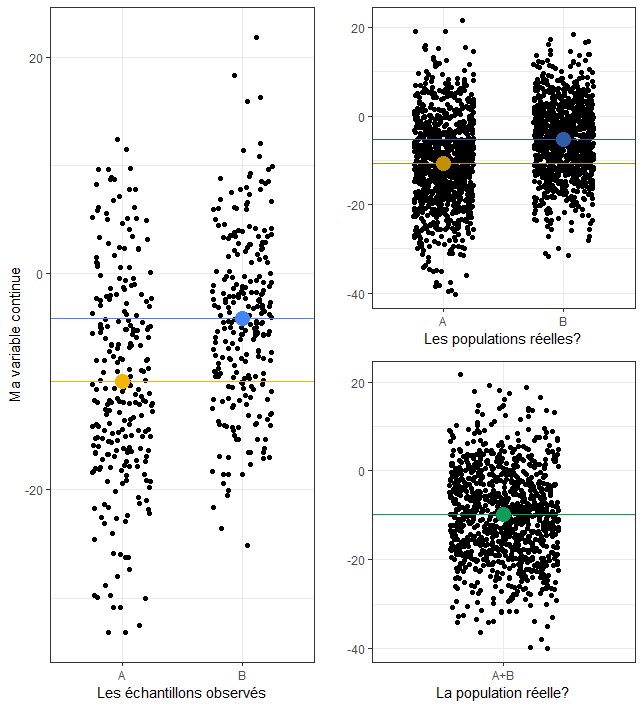 Ma variable continue
20
0
-20
A B
Les échantillons observés
20
0
-20
-40
A B
Les populations réelles?
20
0
-20
-40
A+B
La population réelle?